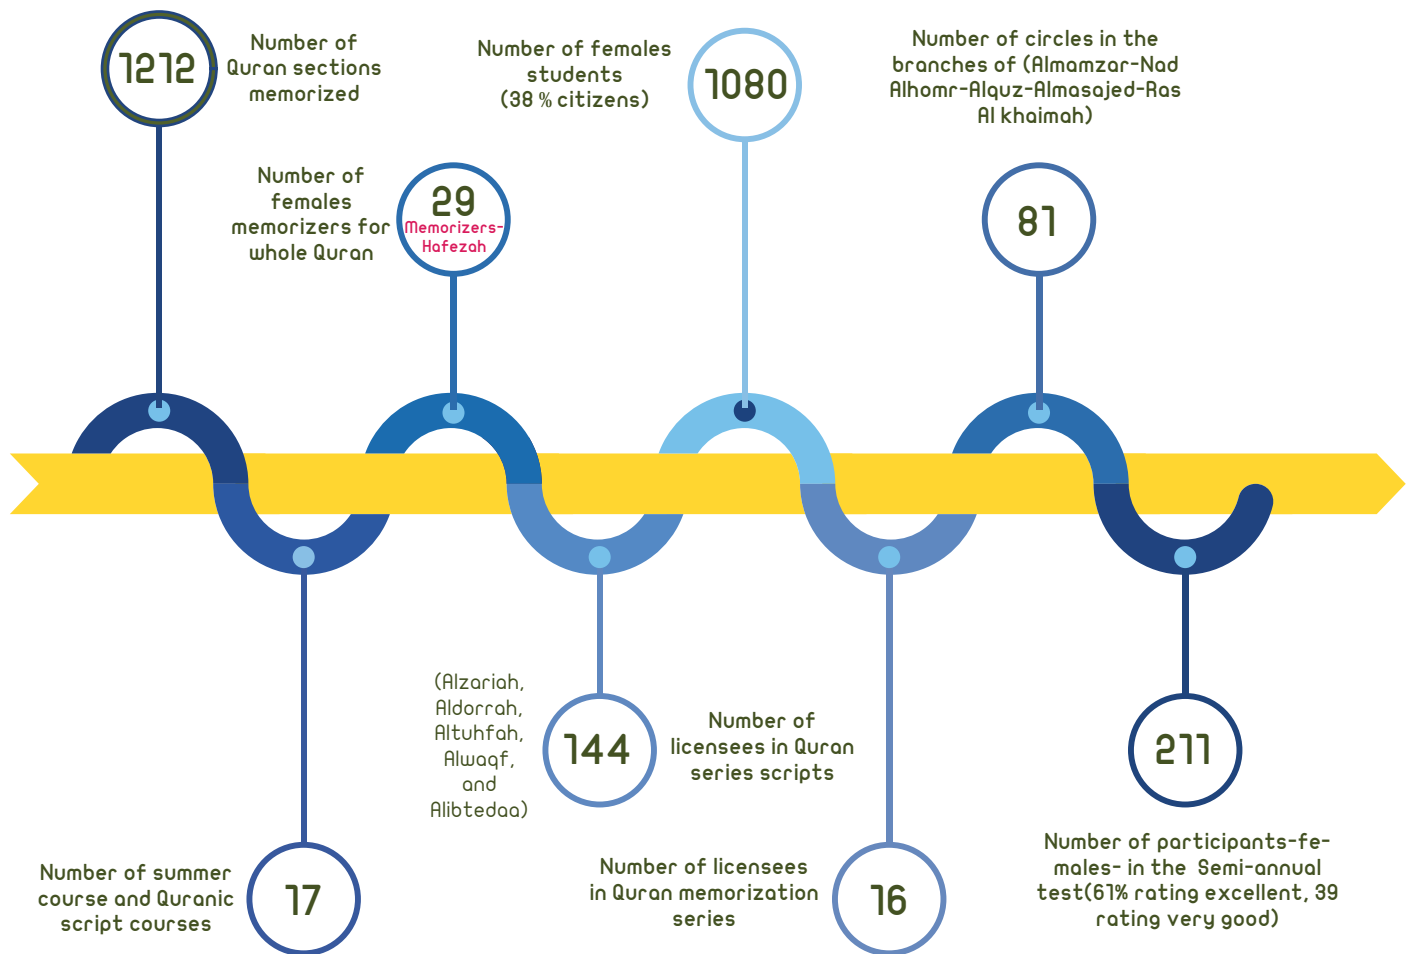 1212
Number of
Quran sections
memorized
Number of females
students
(38 % citizens)
1080
Number of circles in the
branches of (Almamzar-Nad
Alhomr-Alquz-Almasajed-Ras
Al khaimah)
Number of
females
memorizers for
whole Quran
29
Memorizers-
Hafezah
81
(Alzariah,
Aldorrah,
Altuhfah,
Alwaqf,
and
Alibtedaa)
144
Number of
licensees in Quran
series scripts
211
Number of participants-fe-
males- in the Semi-annual
test(61% rating excellent, 39
rating very good)
Number of summer
course and Quranic
script courses
17
Number of licensees
in Quran memorization
series
16